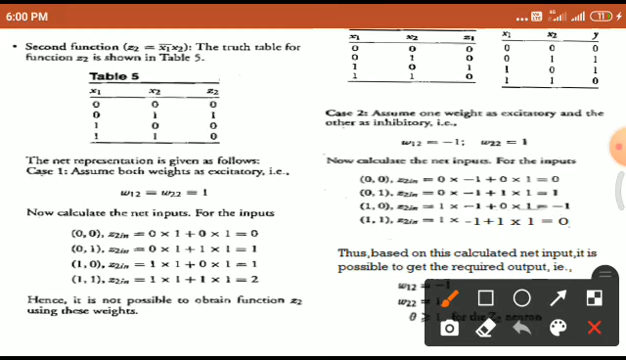 6:00 PM
11
• Second function (z₂ = x̄₁x₂): The truth table for
function z₂ is shown in Table 5.
Table 5
x₁ x₂ z₂
0 0 0
0 1 1
1 0 0
1 1 0
The net representation is given as follows:
Case 1: Assume both weights as excitatory, i.e.,
w₁₂ = w₂₂ = 1
Now calculate the net inputs. For the inputs
(0, 0), z₂ᵢₙ = 0 × 1 + 0 × 1 = 0
(0, 1), z₂ᵢₙ = 0 × 1 + 1 × 1 = 1
(1, 0), z₂ᵢₙ = 1 × 1 + 0 × 1 = 1
(1, 1), z₂ᵢₙ = 1 × 1 + 1 × 1 = 2
Hence, it is not possible to obtain function z₂
using these weights.
x₁ x₂ z₁
0 0 0
0 1 0
1 0 1
1 1 0
x₁ x₂ y
0 0 0
0 1 1
1 0 1
1 1 0
Case 2: Assume one weight as excitatory and the
other as inhibitory, i.e.,
w₁₂ = −1; w₂₂ = 1
Now calculate the net inputs. For the inputs
(0, 0), z₂ᵢₙ = 0 × −1 + 0 × 1 = 0
(0, 1), z₂ᵢₙ = 0 × −1 + 1 × 1 = 1
(1, 0), z₂ᵢₙ = 1 × −1 + 0 × 1 = −1
(1, 1), z₂ᵢₙ = 1 × -1 + 1 x 1 = 0
Thus,based on this calculated net input,it is
possible to get the required output, ie.,
w₁₂ = −1
w₂₂ = 1
θ ≥ 1 for the Z₂ neuron